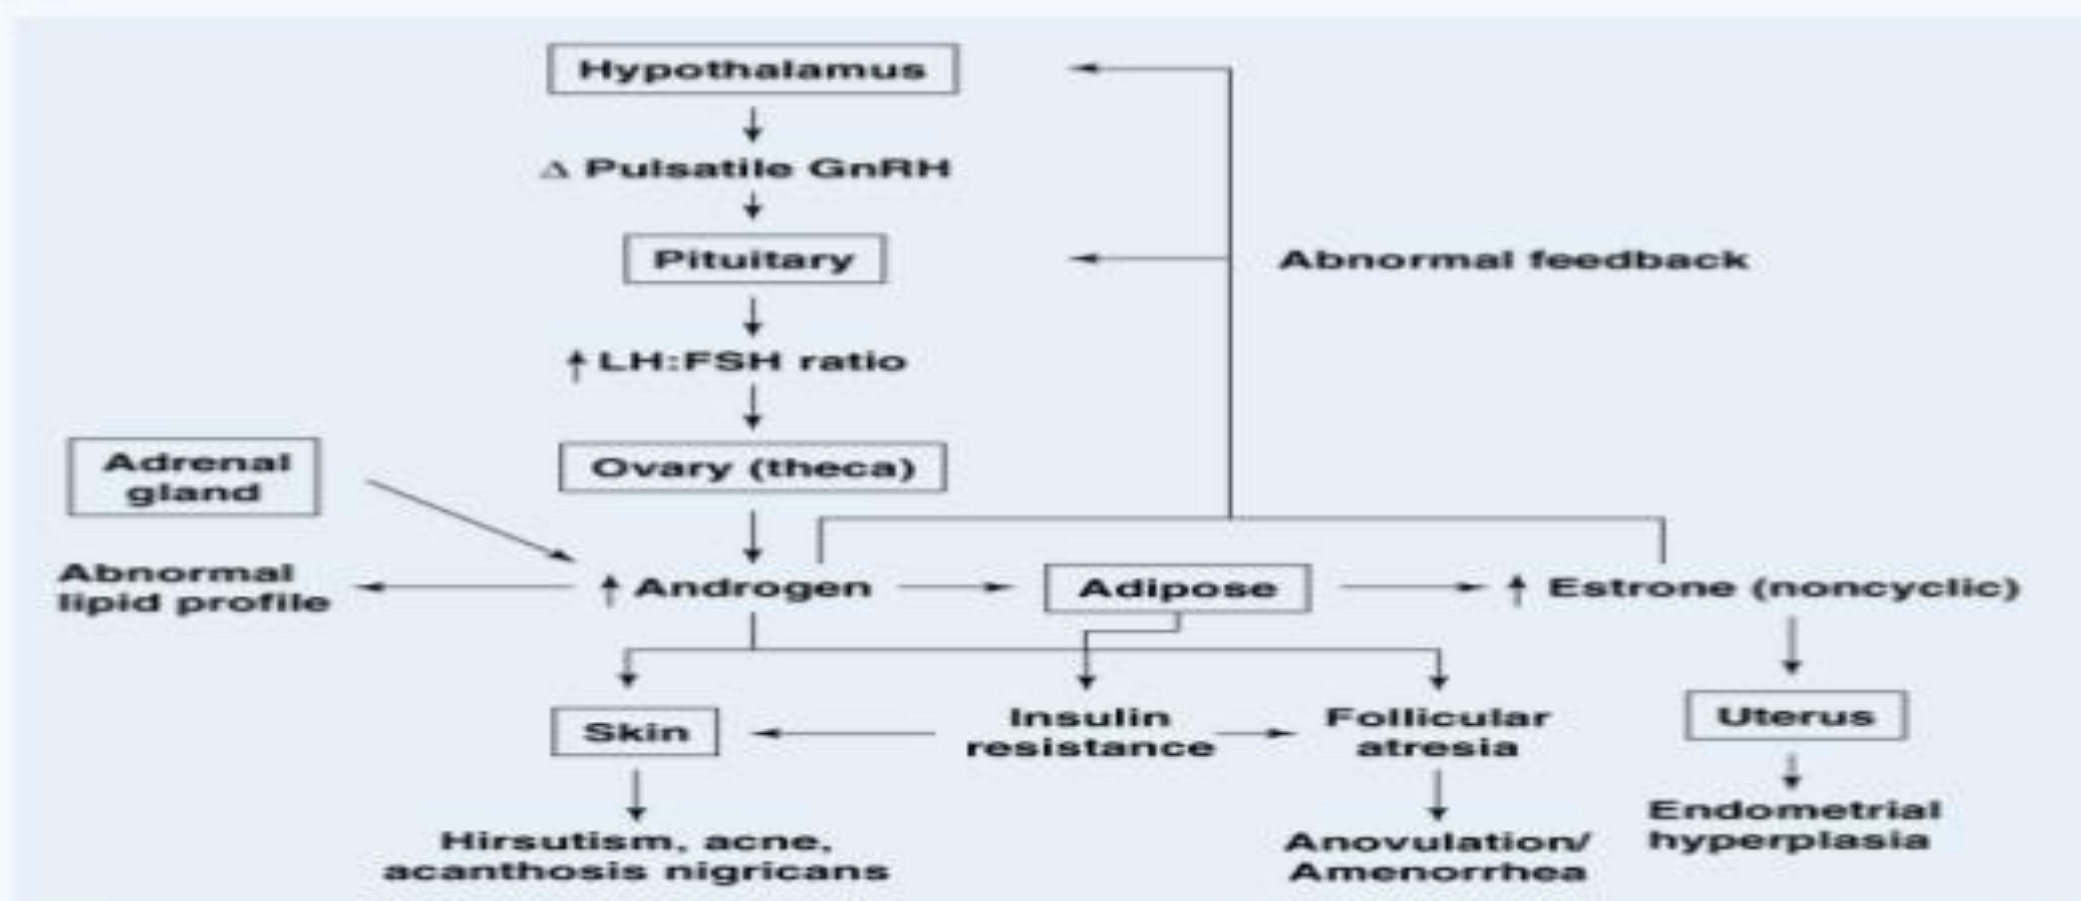 Hypothalamus
Δ Pulsatile GnRH
Pituitary
Abnormal feedback
↑ LH:FSH ratio
Adrenal
gland
Ovary (theca)
Abnormal
lipid profile
↑ Androgen
Adipose
↑ Estrone (noncyclic)
Skin
Insulin
resistance
Follicular
atresia
Uterus
Hirsutism, acne,
acanthosis nigricans
Anovulation/
Amenorrhea
Endometrial
hyperplasia